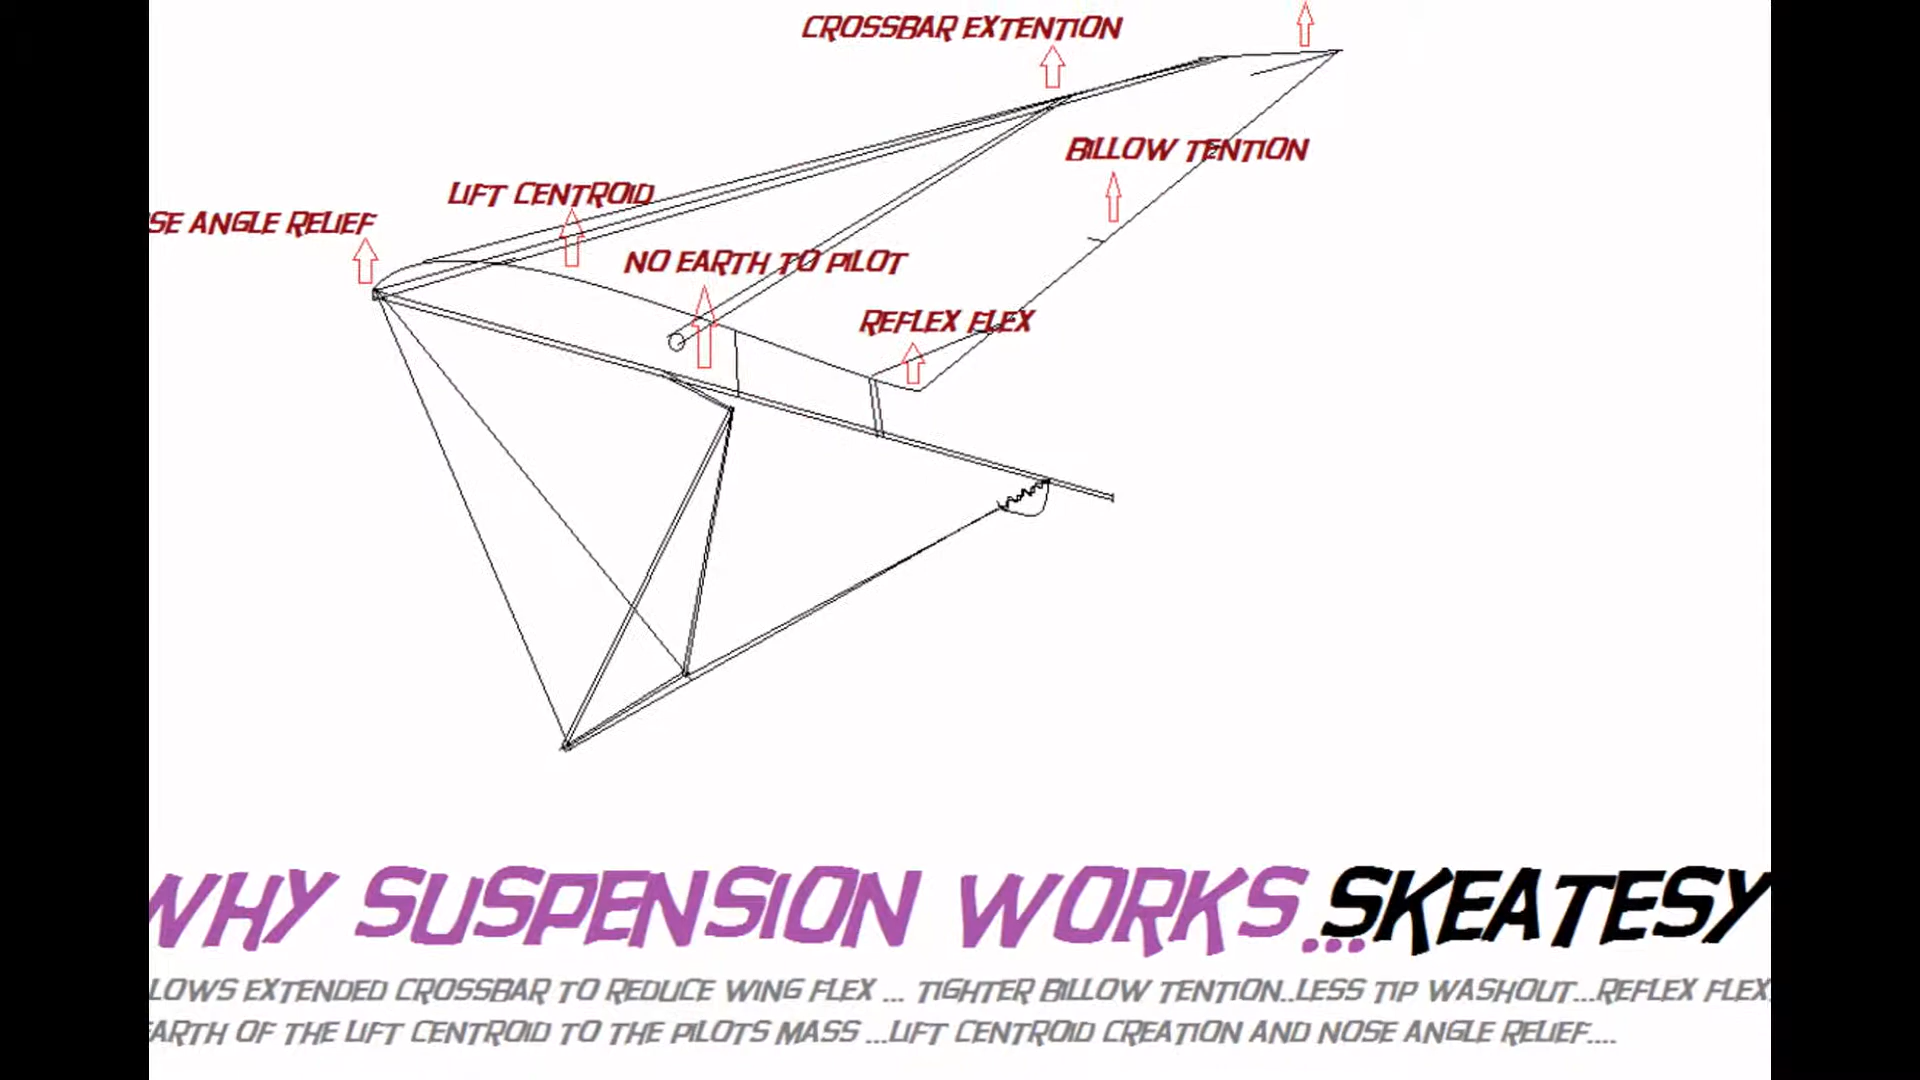 CROSSBAR EXTENTION
BILLOW TENTION
LIFT CENTROID
SE ANGLE RELIEF
NO EARTH TO PILOT
REFLEX FLEX
WHY SUSPENSION WORKS...SKEATESY
LOWS EXTENDED CROSSBAR TO REDUCE WING FLEX ... TIGHTER BILLOW TENTION..LESS TIP WASHOUT...REFLEX FLEX
EARTH OF THE LIFT CENTROID TO THE PILOTS MASS ...LIFT CENTROID CREATION AND NOSE ANGLE RELIEF....